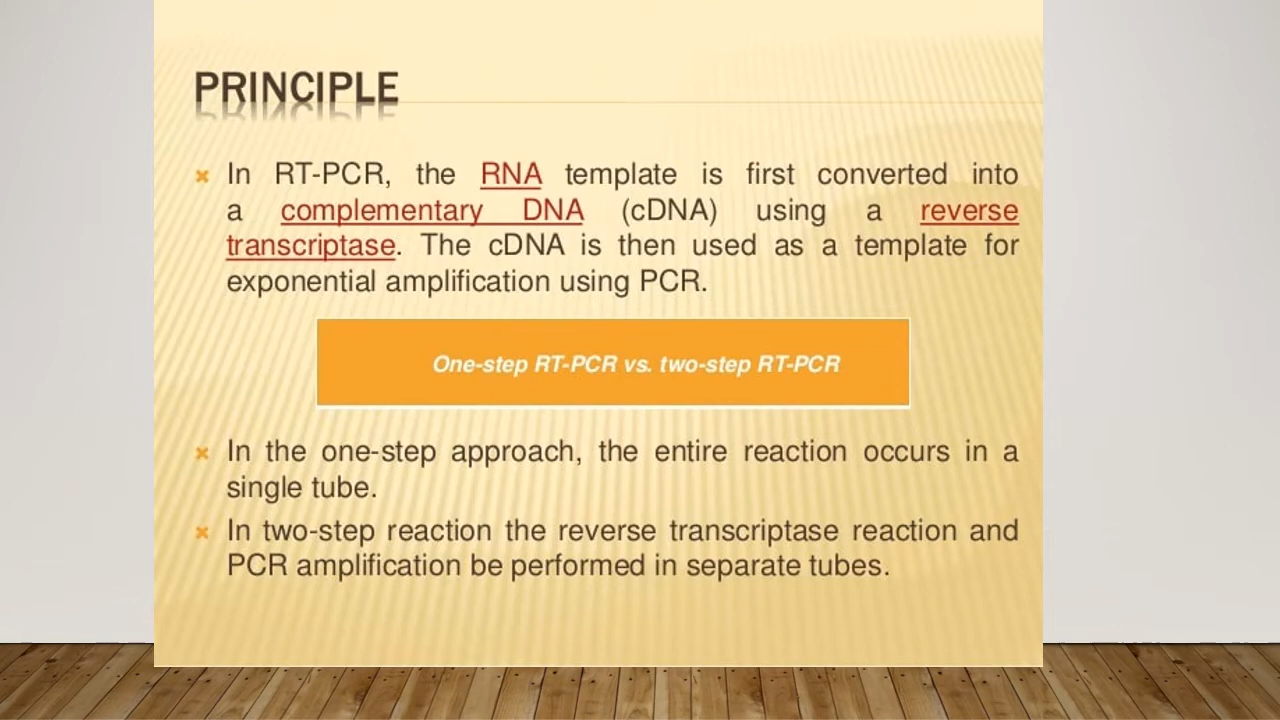 PRINCIPLE
In RT-PCR, the RNA template is first converted into
a complementary DNA (cDNA) using a reverse
transcriptase. The cDNA is then used as a template for
exponential amplification using PCR.
One-step RT-PCR vs. two-step RT-PCR
In the one-step approach, the entire reaction occurs in a
single tube.
In two-step reaction the reverse transcriptase reaction and
PCR amplification be performed in separate tubes.